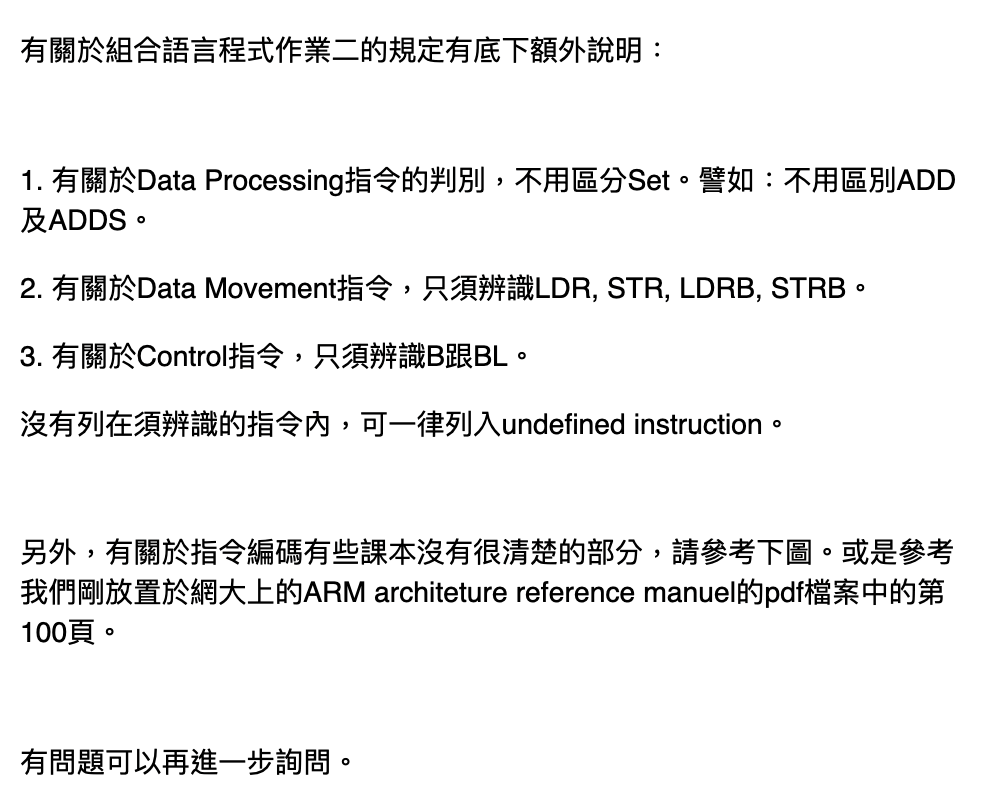 有關於組合語言程式作業二的規定有底下額外說明：
1. 有關於Data Processing指令的判別，不用區分Set。譬如：不用區別ADD
及ADDS。
2. 有關於Data Movement指令，只須辨識LDR, STR, LDRB, STRB。
3. 有關於Control指令，只須辨識B跟BL。
沒有列在須辨識的指令內，可一律列入undefined instruction。
另外，有關於指令編碼有些課本沒有很清楚的部分，請參考下圖。或是參考
我們剛放置於網大上的ARM architeture reference manuel的pdf檔案中的第
100頁。
有問題可以再進一步詢問。